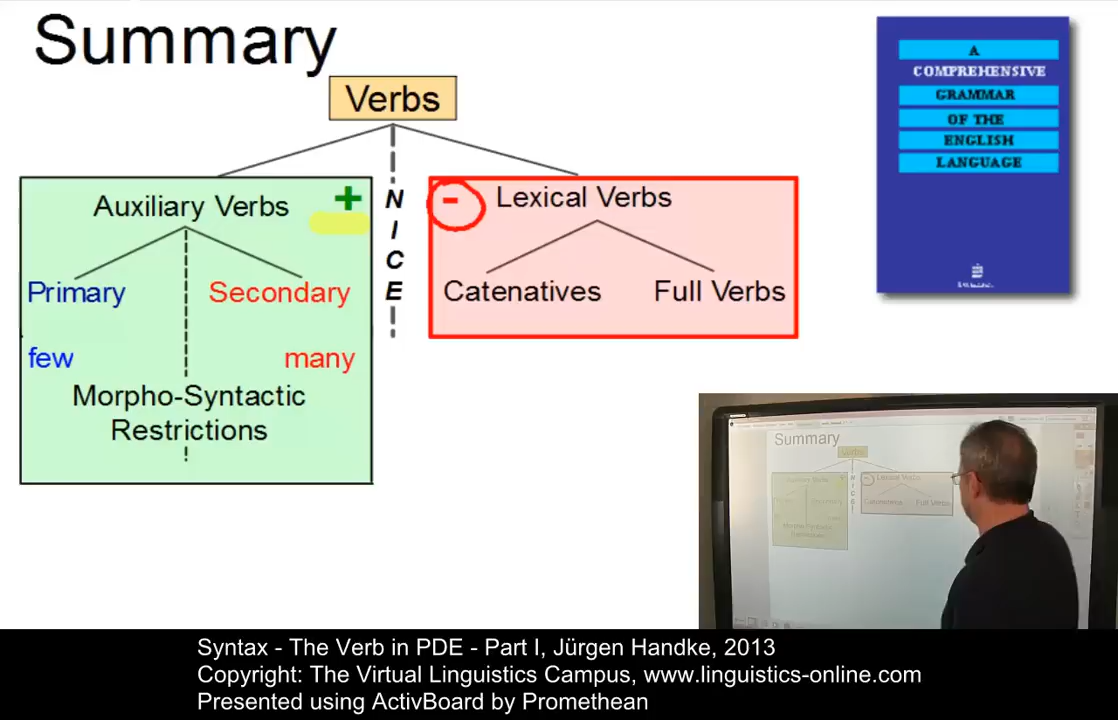 Summary
Verbs
A
COMPREHENSIVE
GRAMMAR
OF THE
ENGLISH
LANGUAGE
Auxiliary Verbs +
N
I
C
E
- Lexical Verbs
Primary Secondary
Catenatives Full Verbs
few many
Morpho-Syntactic
Restrictions
Summary
Verbs
Syntax - The Verb in PDE - Part I, Jürgen Handke, 2013
Copyright: The Virtual Linguistics Campus, www.linguistics-online.com
Presented using ActivBoard by Promethean